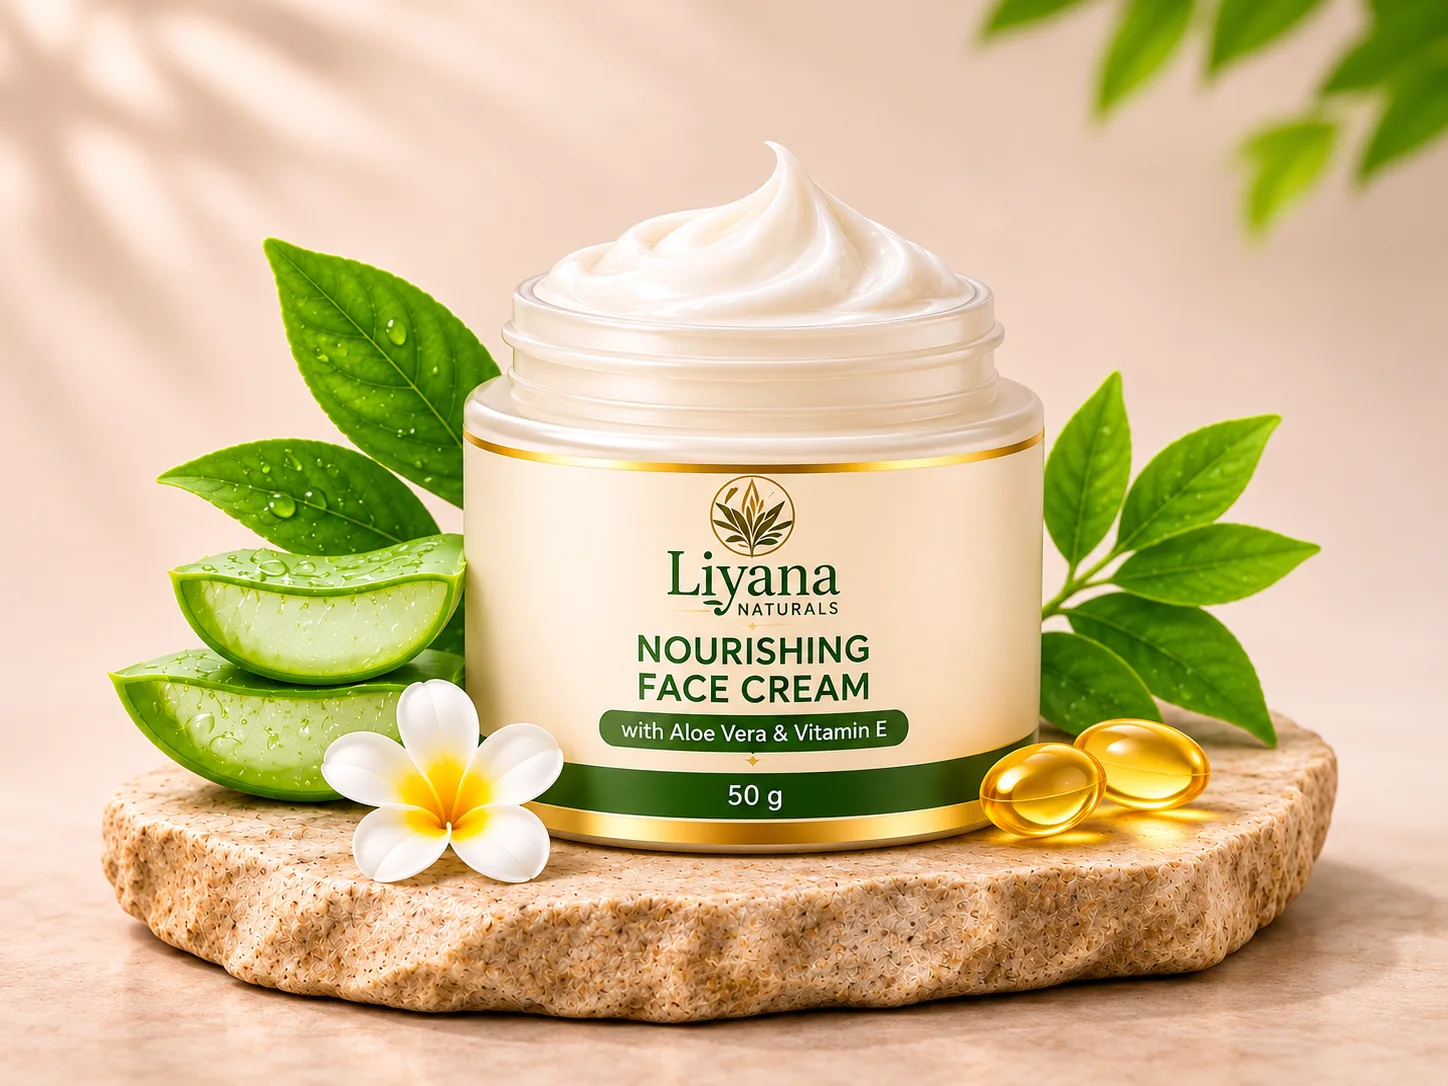 Liyana
NATURALS
NOURISHING
FACE CREAM
with Aloe Vera & Vitamin E
50 g